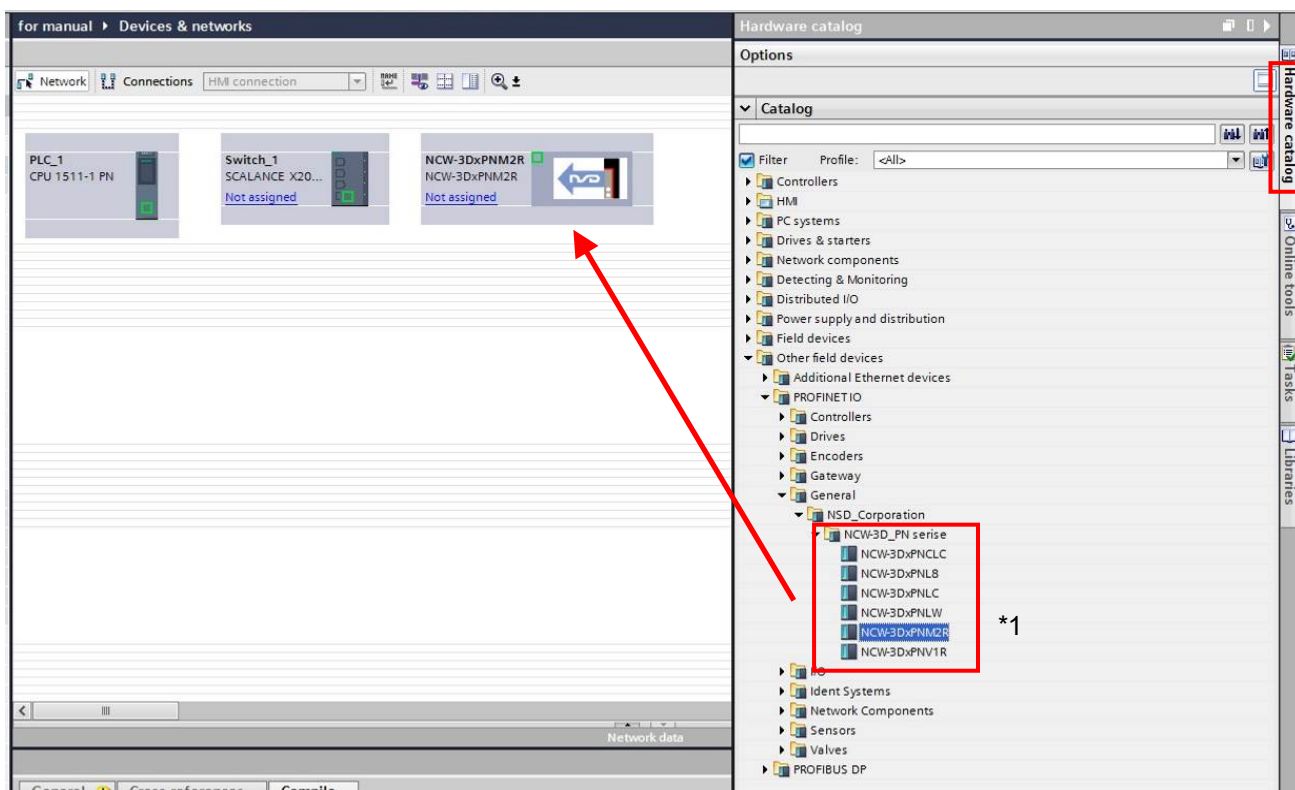 for manual ▸ Devices & networks
Network Connections HMI connection
PLC_1
CPU 1511-1 PN
Switch_1
SCALANCE X20...
Not assigned
NCW-3DxPNM2R
NCW-3DxPNM2R
Not assigned
Network data
General Cross-references Compile
Hardware catalog
Options
Catalog
Filter Profile: <All>
Controllers
HMI
PC systems
Drives & starters
Network components
Detecting & Monitoring
Distributed I/O
Power supply and distribution
Field devices
Other field devices
Additional Ethernet devices
PROFINET IO
Controllers
Drives
Encoders
Gateway
General
NSD_Corporation
NCW-3D_PN serise
NCW-3DxPNCLC
NCW-3DxPNL8
NCW-3DxPNLC
NCW-3DxPNLW
NCW-3DxPNM2R
NCW-3DxPNV1R
*1
I/O
Ident Systems
Network Components
Sensors
Valves
PROFIBUS DP
Hardware catalog
Online tools
Tasks
Libraries